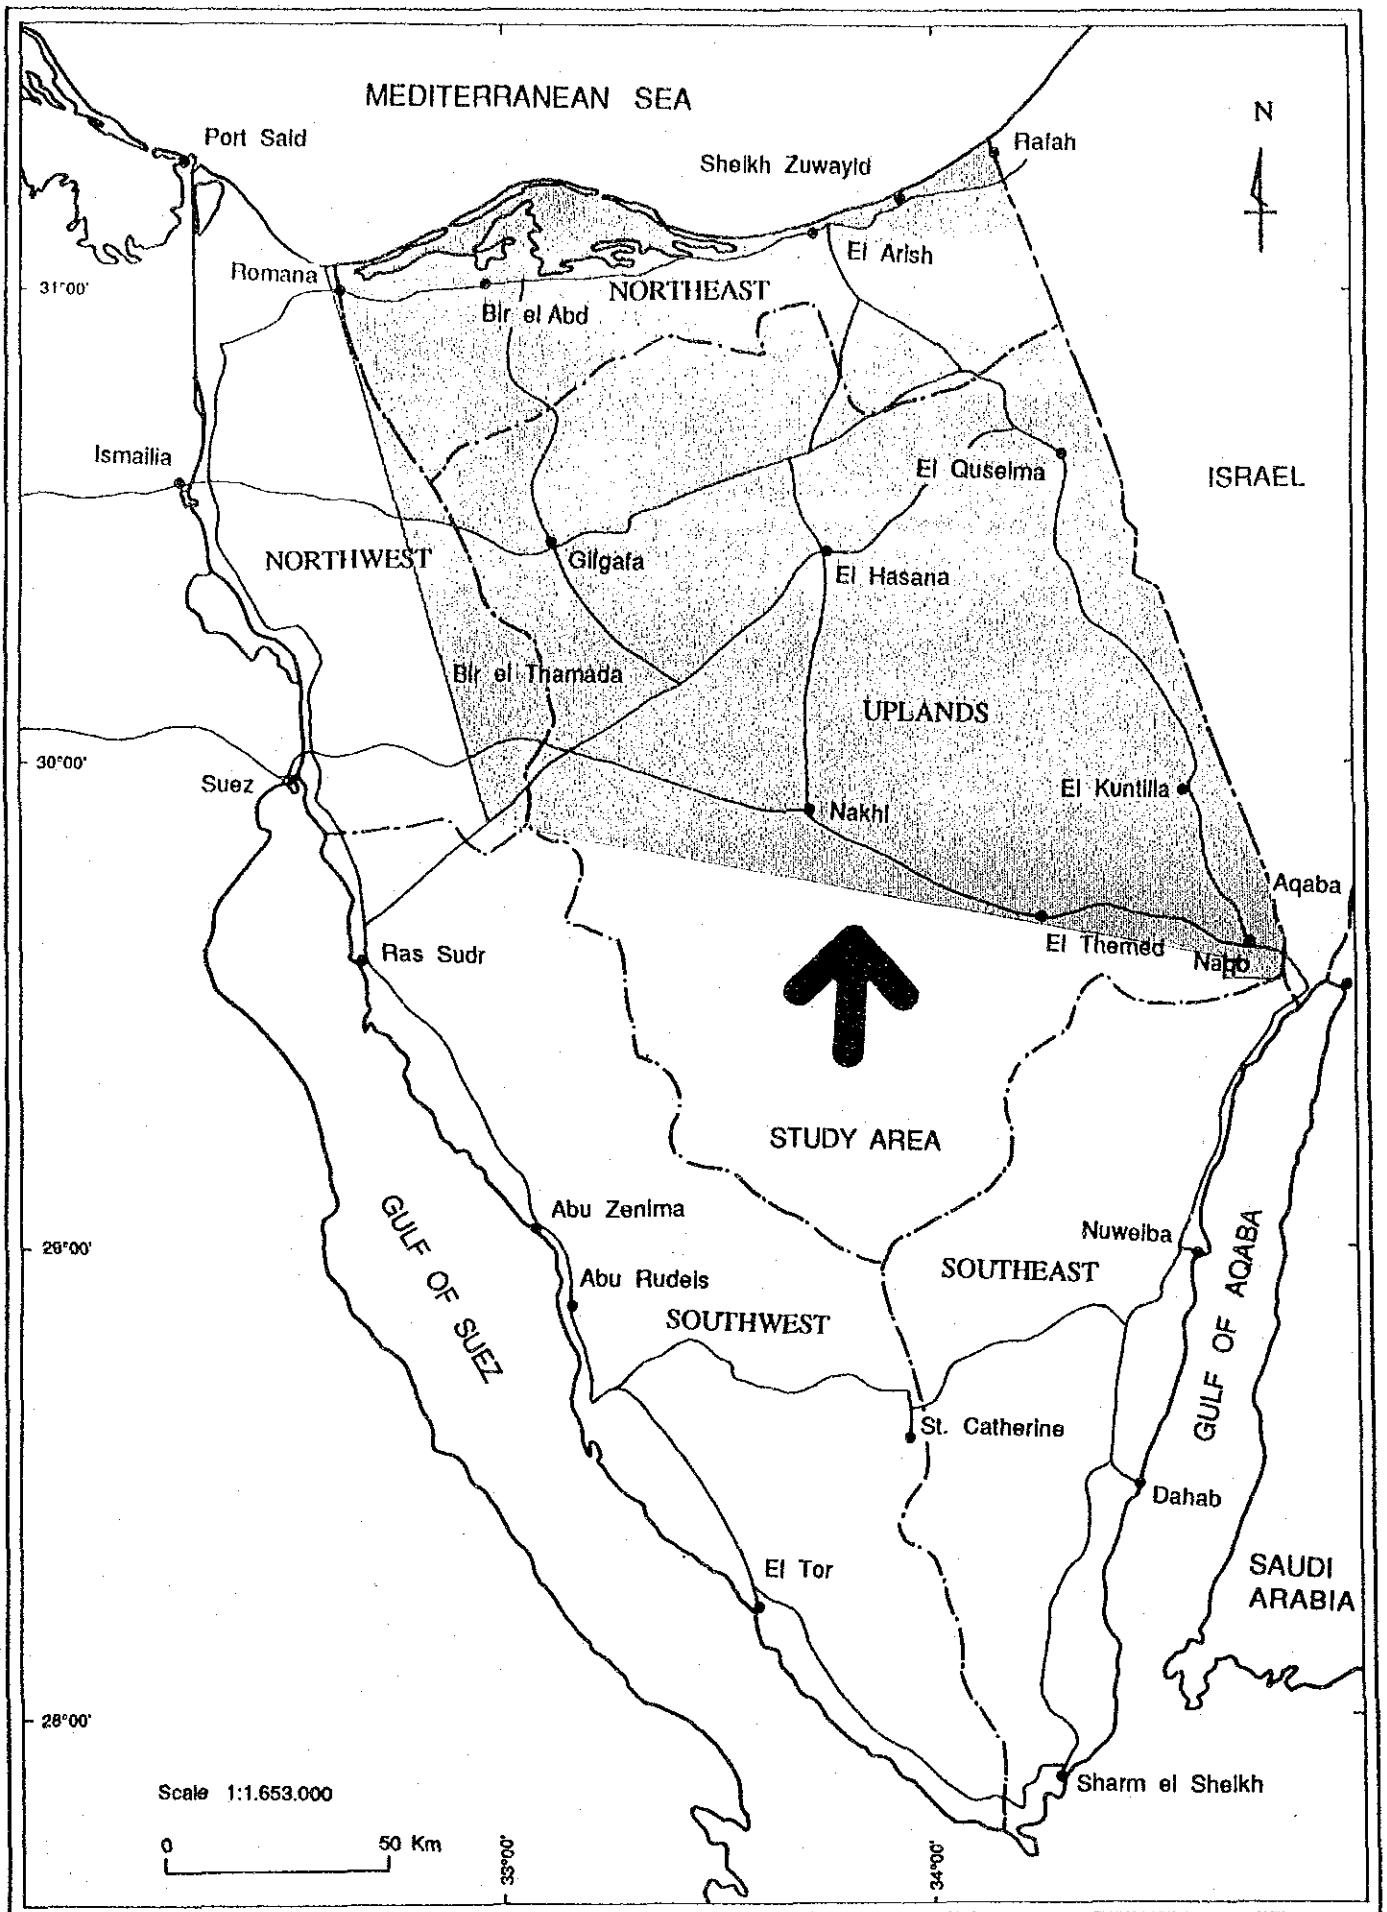 MEDITERRANEAN SEA
N
Port Said
Rafah
Sheikh Zuwayid
El Arish
Romana
31°00'
NORTHEAST
Bir el Abd
Ismailia
El Quseima
ISRAEL
NORTHWEST
Gifgafa
El Hasana
Bir el Thamada
UPLANDS
30°00'
Suez
El Kuntilla
Nakhl
Aqaba
Ras Sudr
El Themed
Naqb
STUDY AREA
Abu Zenima
Nuweiba
29°00'
GULF OF SUEZ
GULF OF AQABA
Abu Rudeis
SOUTHEAST
SOUTHWEST
St. Catherine
Dahab
El Tor
SAUDI
ARABIA
28°00'
Sharm el Sheikh
Scale 1:1.653.000
0 50 Km
33°00'
34°00'